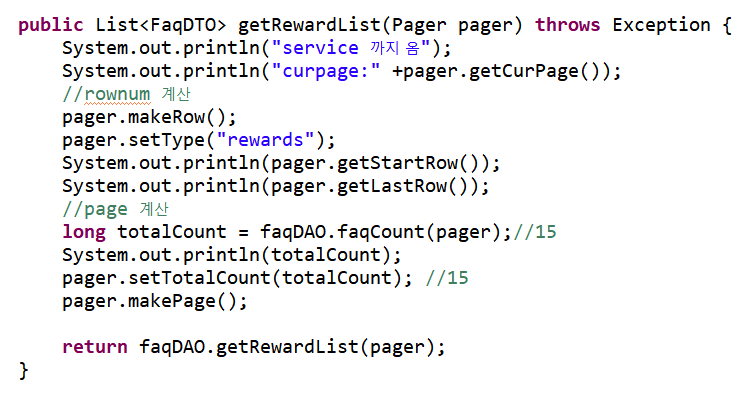 public List<FaqDTO> getRewardList(Pager pager) throws Exception {
System.out.println("service 까지 옴");
System.out.println("curpage:" +pager.getCurPage());
//rownum 계산
pager.makeRow();
pager.setType("rewards");
System.out.println(pager.getStartRow());
System.out.println(pager.getLastRow());
//page 계산
long totalCount = faqDAO.faqCount(pager);//15
System.out.println(totalCount);
pager.setTotalCount(totalCount); //15
pager.makePage();
return faqDAO.getRewardList(pager);
}